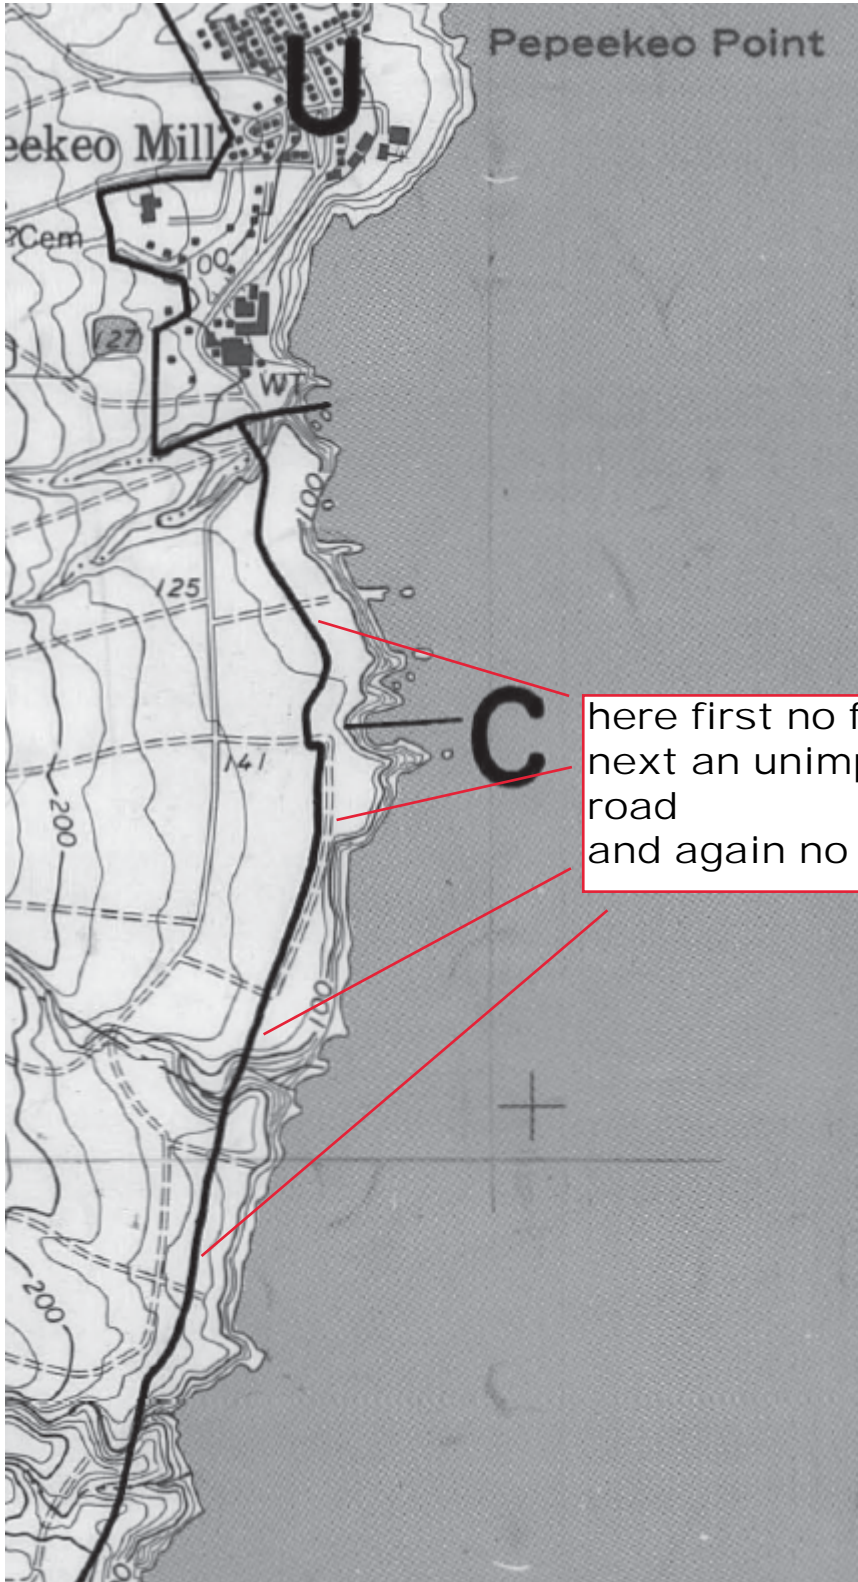 Pepeekeo Point
U
eekeo Mill
?Cem
100
127
WT
100
125
C
here first no f
next an unimp
road
and again no
141
200
100
200